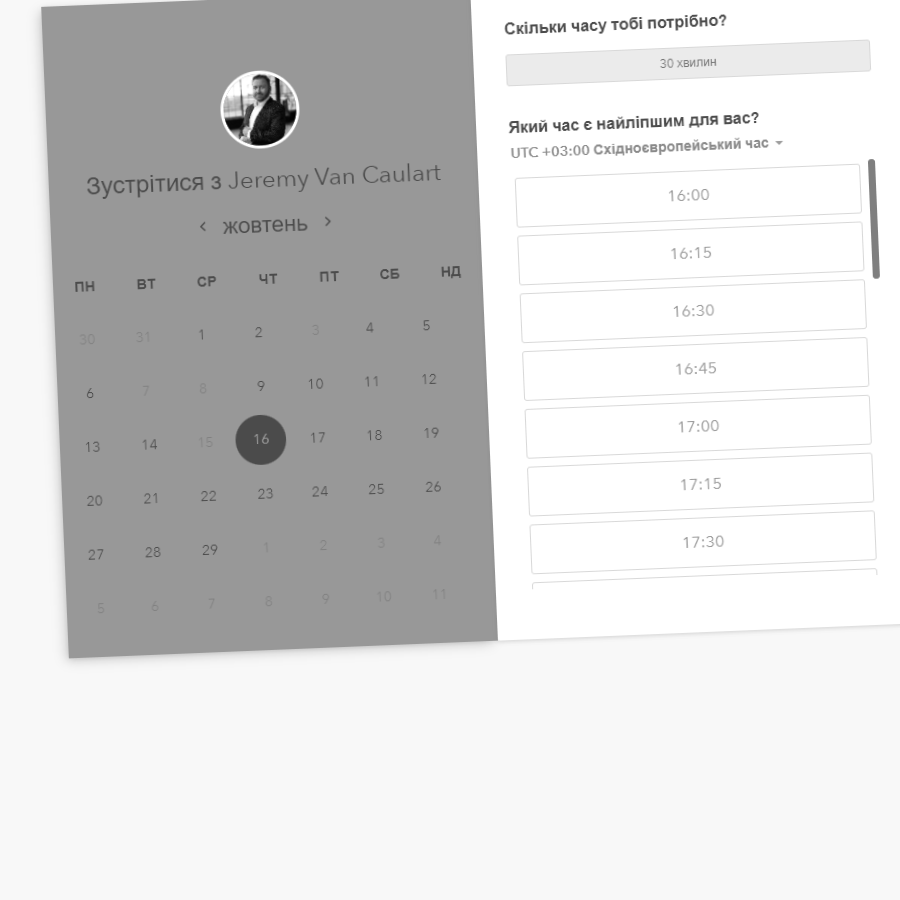 Зустрітися з Jeremy Van Caulart
‹ жовтень ›
ПН ВТ СР ЧТ ПТ СБ НД
30 31 1 2 3 4 5
6 7 8 9 10 11 12
13 14 15 16 17 18 19
20 21 22 23 24 25 26
27 28 29 1 2 3 4
5 6 7 8 9 10 11
Скільки часу тобі потрібно?
30 хвилин
Який час є найліпшим для вас?
UTC +03:00 Східноєвропейський час
16:00
16:15
16:30
16:45
17:00
17:15
17:30